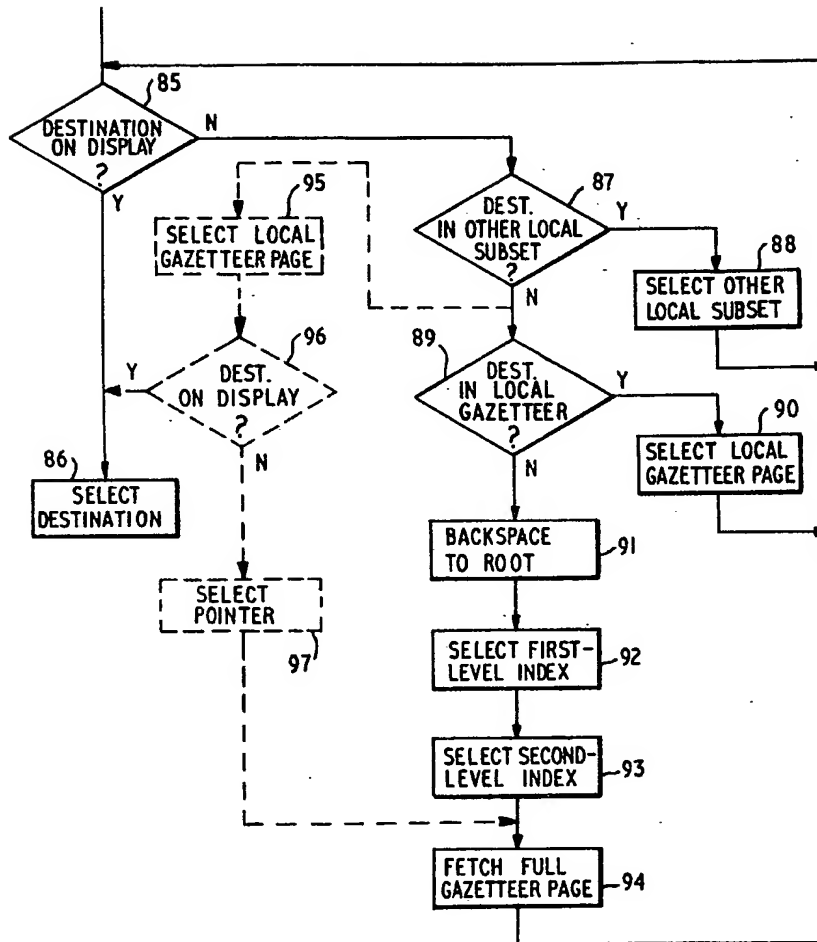 85
DESTINATION
ON DISPLAY
?
N
Y
95
SELECT LOCAL
GAZETTEER PAGE
87
DEST.
IN OTHER LOCAL
SUBSET
?
Y
N
88
SELECT OTHER
LOCAL SUBSET
96
DEST.
ON DISPLAY
?
Y
N
89
DEST.
IN LOCAL
GAZETTEER
?
Y
N
90
SELECT LOCAL
GAZETTEER PAGE
86
SELECT
DESTINATION
BACKSPACE
TO ROOT
91
SELECT
POINTER
97
SELECT FIRST-
LEVEL INDEX
92
SELECT SECOND-
LEVEL INDEX
93
FETCH FULL
GAZETTEER PAGE
94